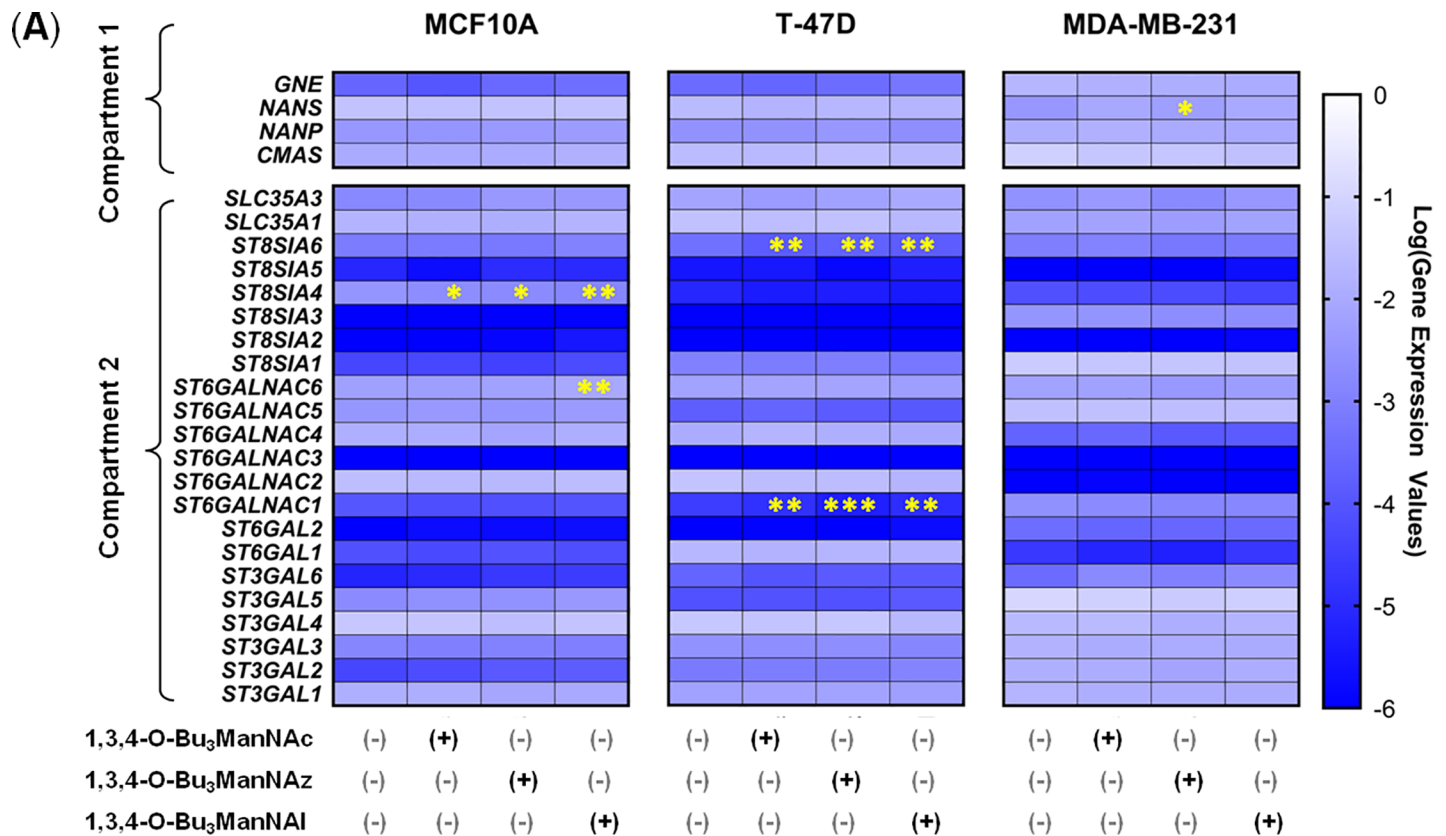 (A)
MCF10A T-47D MDA-MB-231
Compartment 1
GNE
NANS *
NANP
CMAS
Compartment 2
SLC35A3
SLC35A1
ST8SIA6 ** ** **
ST8SIA5
ST8SIA4 * * **
ST8SIA3
ST8SIA2
ST8SIA1
ST6GALNAC6 **
ST6GALNAC5
ST6GALNAC4
ST6GALNAC3
ST6GALNAC2
ST6GALNAC1 ** *** **
ST6GAL2
ST6GAL1
ST3GAL6
ST3GAL5
ST3GAL4
ST3GAL3
ST3GAL2
ST3GAL1
0
-1
-2
-3
-4
-5
-6
Log(Gene Expression Values)
1,3,4-O-Bu₃ManNAc (-) (+) (-) (-) (-) (+) (-) (-) (-) (+) (-) (-)
1,3,4-O-Bu₃ManNAz (-) (-) (+) (-) (-) (-) (+) (-) (-) (-) (+) (-)
1,3,4-O-Bu₃ManNAl (-) (-) (-) (+) (-) (-) (-) (+) (-) (-) (-) (+)